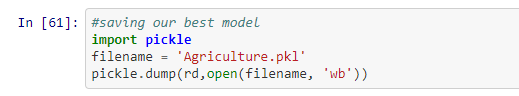 In [61]: #saving our best model
import pickle
filename = 'Agriculture.pkl'
pickle.dump(rd,open(filename, 'wb'))